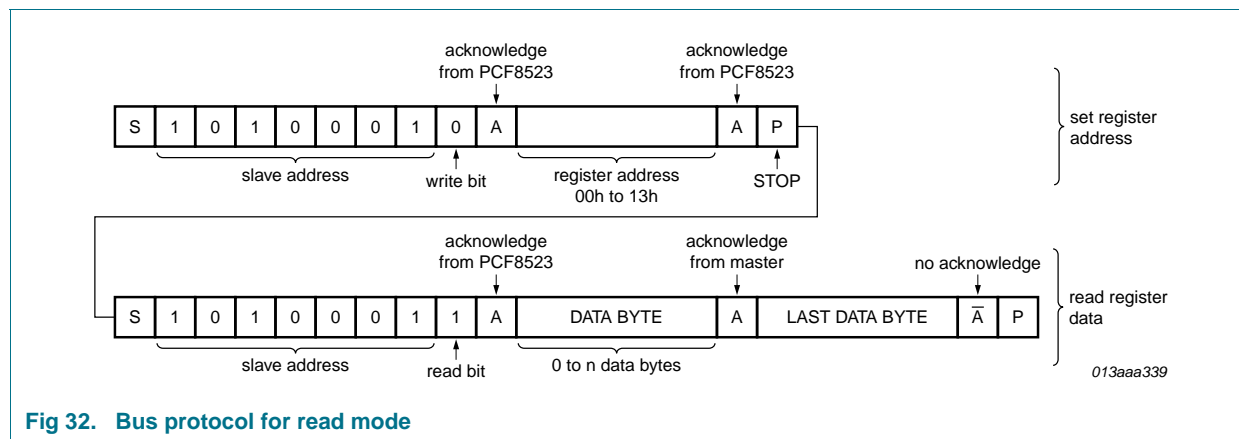 acknowledge acknowledge
from PCF8523 from PCF8523
S 1 0 1 0 0 0 1 0 A A P
set register
address
slave address
write bit
register address
00h to 13h
STOP
acknowledge
from PCF8523
acknowledge
from master
no acknowledge
S 1 0 1 0 0 0 1 1 A DATA BYTE A LAST DATA BYTE A̅ P
read register
data
slave address
read bit
0 to n data bytes
013aaa339
Fig 32. Bus protocol for read mode